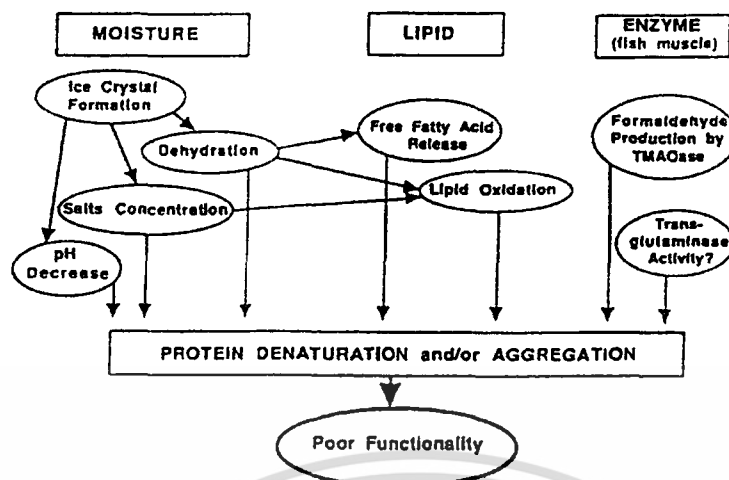 MOISTURE
LIPID
ENZYME
(fish muscle)
Ice Crystal
Formation
Dehydration
Salts Concentration
pH
Decrease
Free Fatty Acid
Release
Lipid Oxidation
Formaldehyde
Production by
TMAOase
Trans-
glutaminase
Activity?
PROTEIN DENATURATION and/or AGGREGATION
Poor Functionality